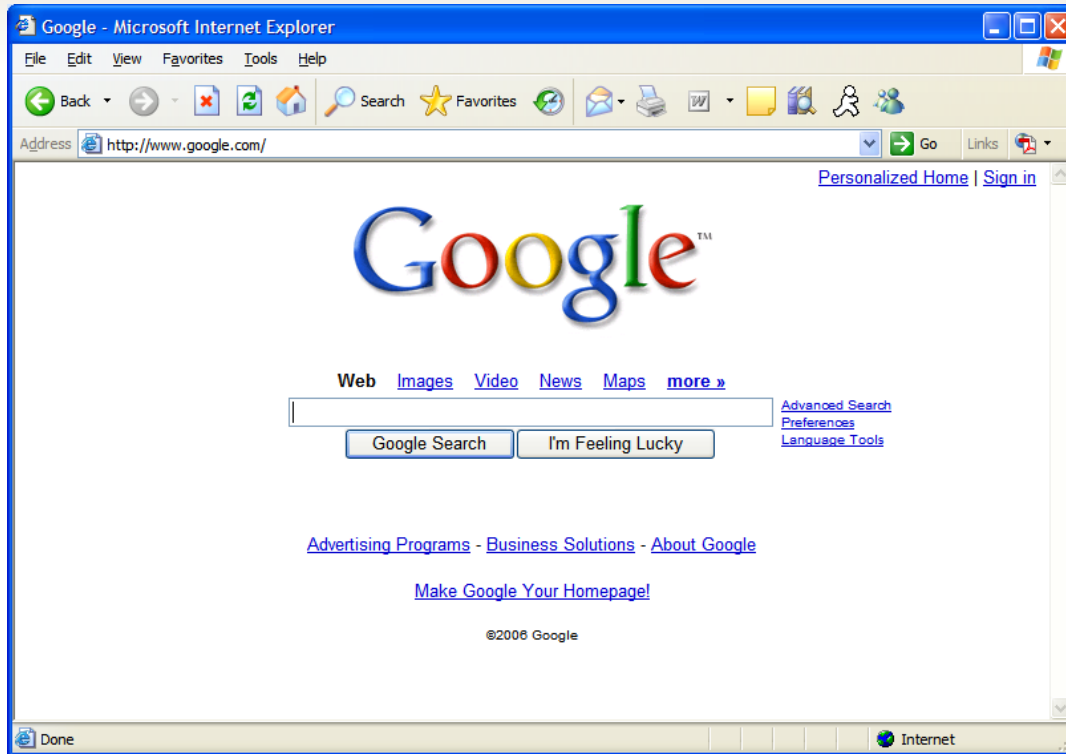 Google - Microsoft Internet Explorer
File Edit View Favorites Tools Help
Back Search Favorites W
Address http://www.google.com/ Go Links
Personalized Home | Sign in
Google™
Web Images Video News Maps more »
Advanced Search
Preferences
Language Tools
Google Search I'm Feeling Lucky
Advertising Programs - Business Solutions - About Google
Make Google Your Homepage!
©2006 Google
Done Internet